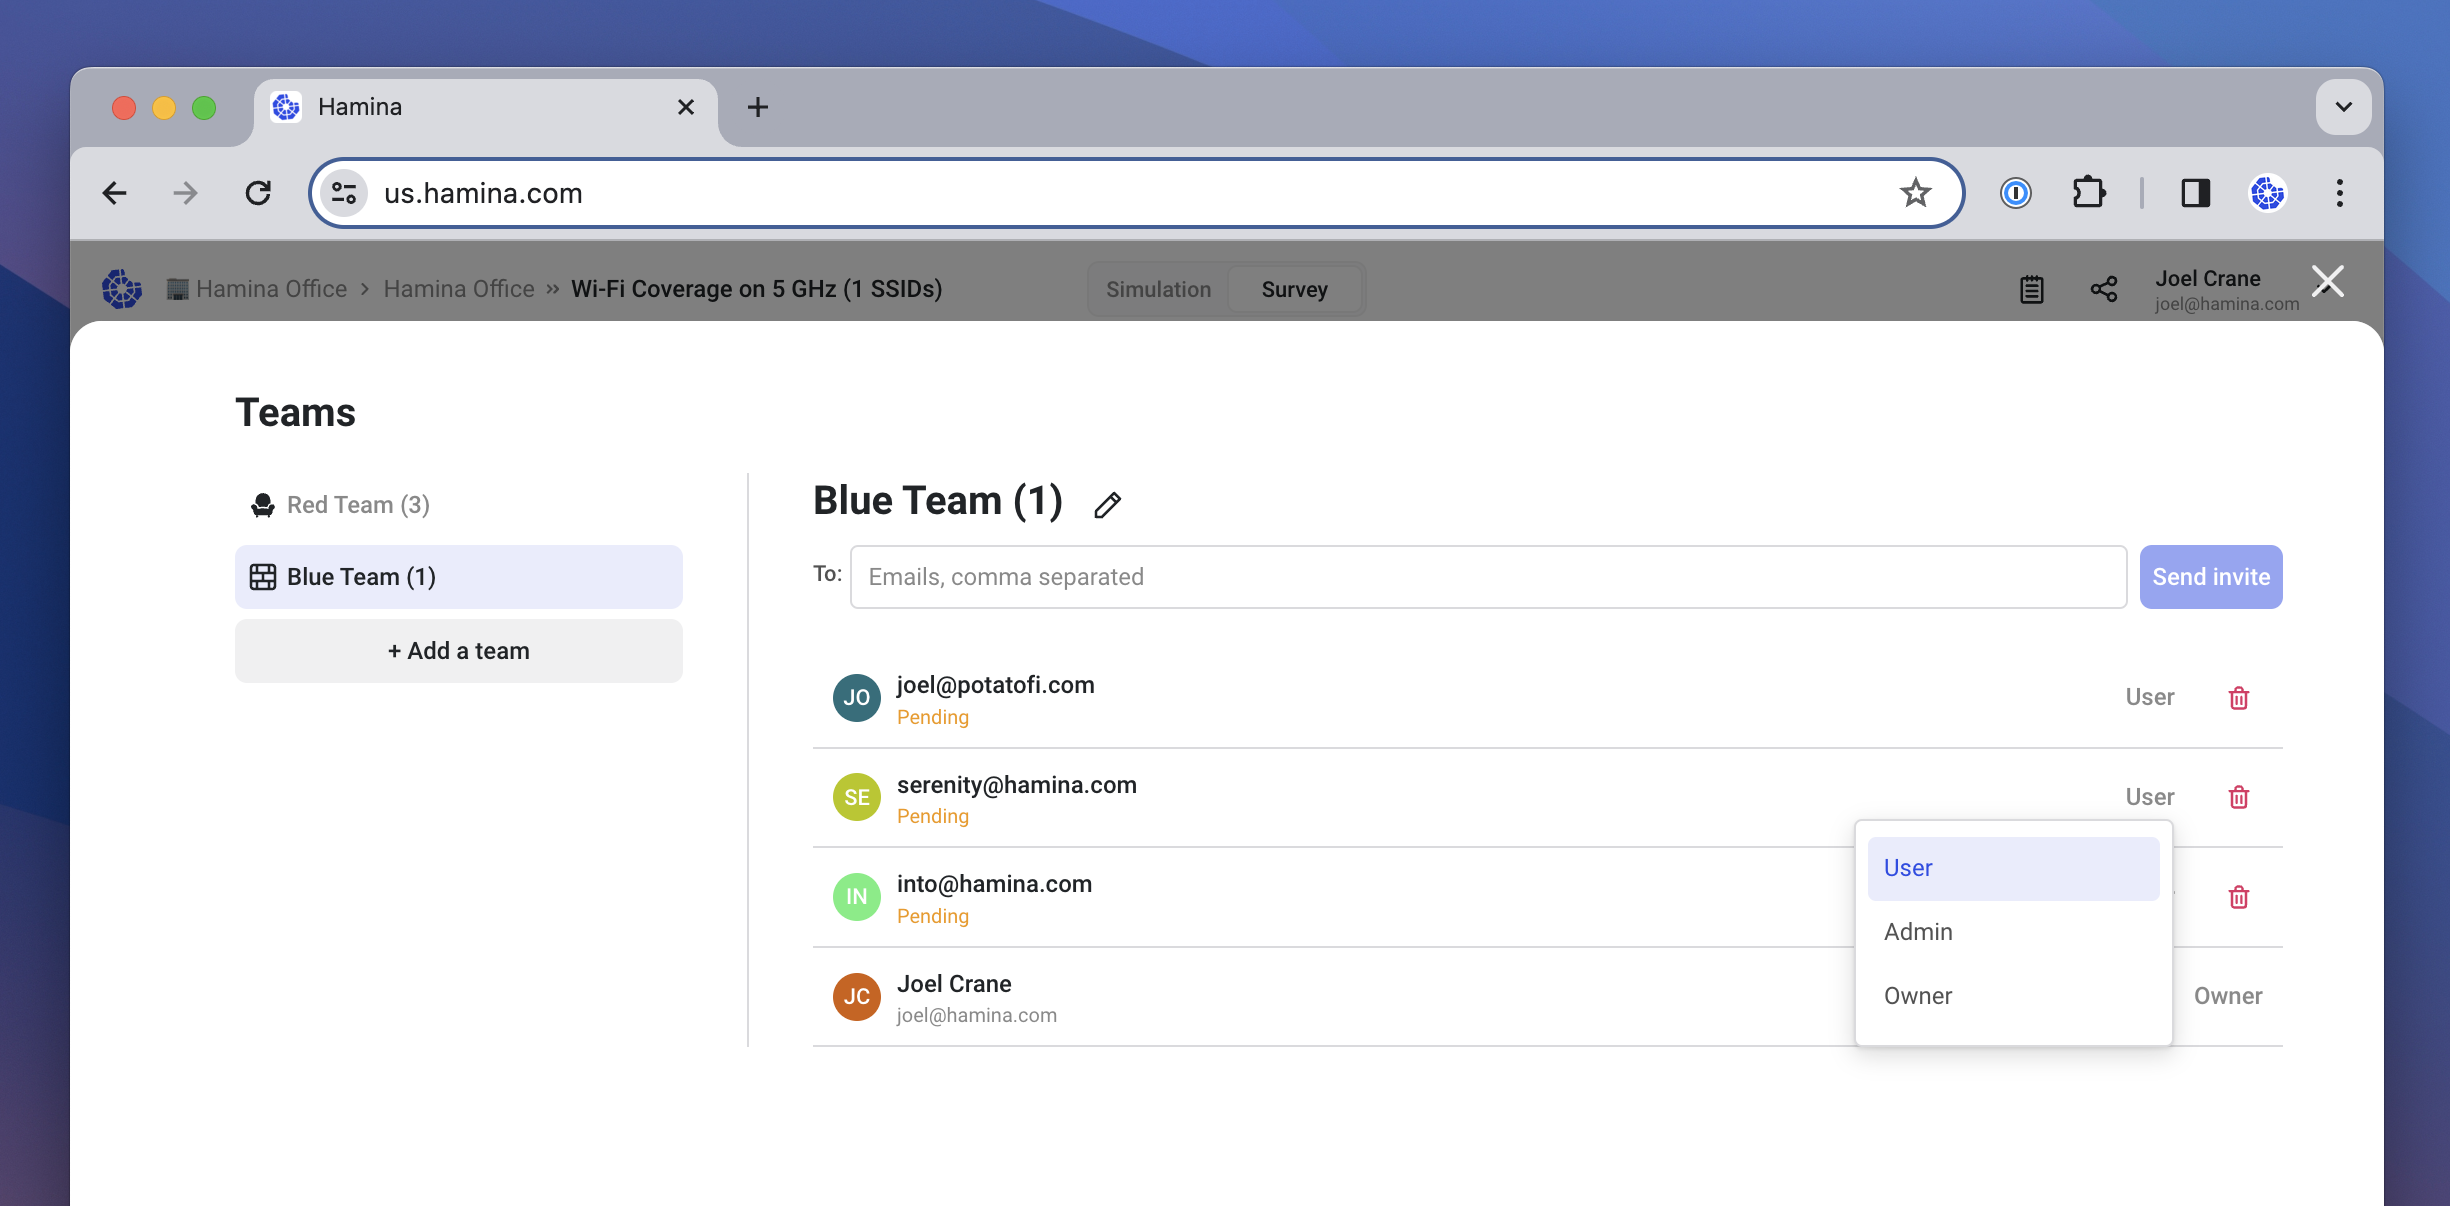 Hamina
us.hamina.com
Hamina Office > Hamina Office » Wi-Fi Coverage on 5 GHz (1 SSIDs)
Simulation Survey
Joel Crane
joel@hamina.com
Teams
Red Team (3)
Blue Team (1)
+ Add a team
Blue Team (1)
To: Emails, comma separated Send invite
JO joel@potatofi.com
Pending
User
SE serenity@hamina.com
Pending
User
IN into@hamina.com
Pending
JC Joel Crane
joel@hamina.com
Owner
User
Admin
Owner